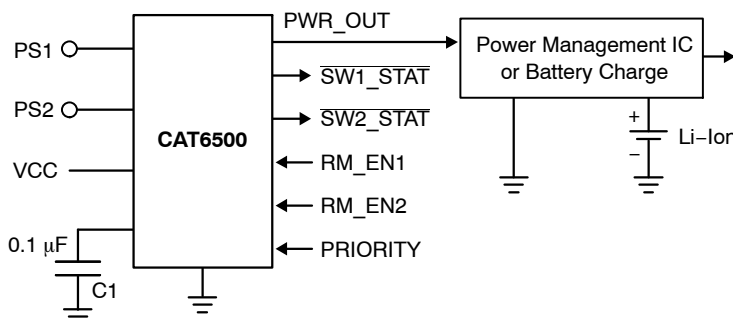 PWR_OUT
PS1
Power Management IC
or Battery Charge
SW1_STAT
PS2
SW2_STAT
CAT6500
+
Li−Ion
−
VCC
RM_EN1
RM_EN2
0.1 μF
PRIORITY
C1